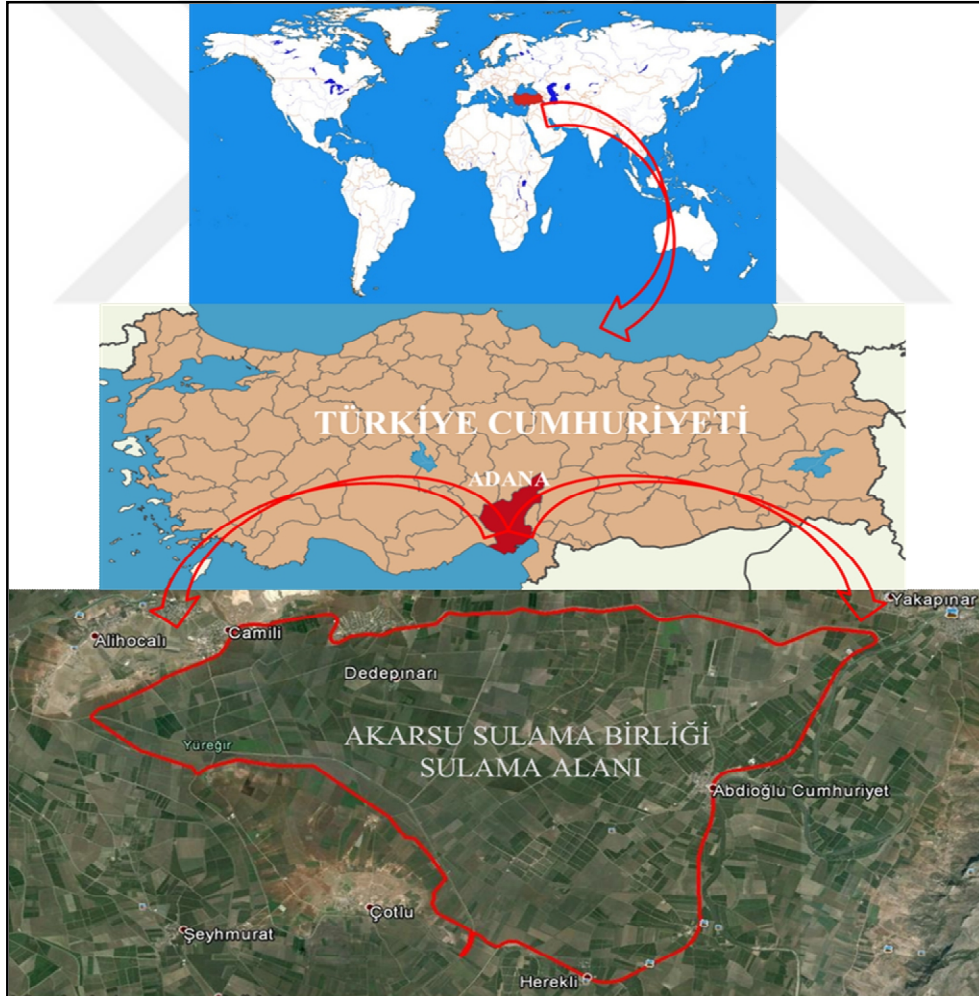 TÜRKİYE CUMHURİYETİ
ADANA
Yakapınar
Alihocalı
Camili
Dedepınarı
Yüreğir
AKARSU SULAMA BİRLİĞİ
SULAMA ALANI
Abdioğlu Cumhuriyet
Çotlu
Şeyhmurat
Herekli